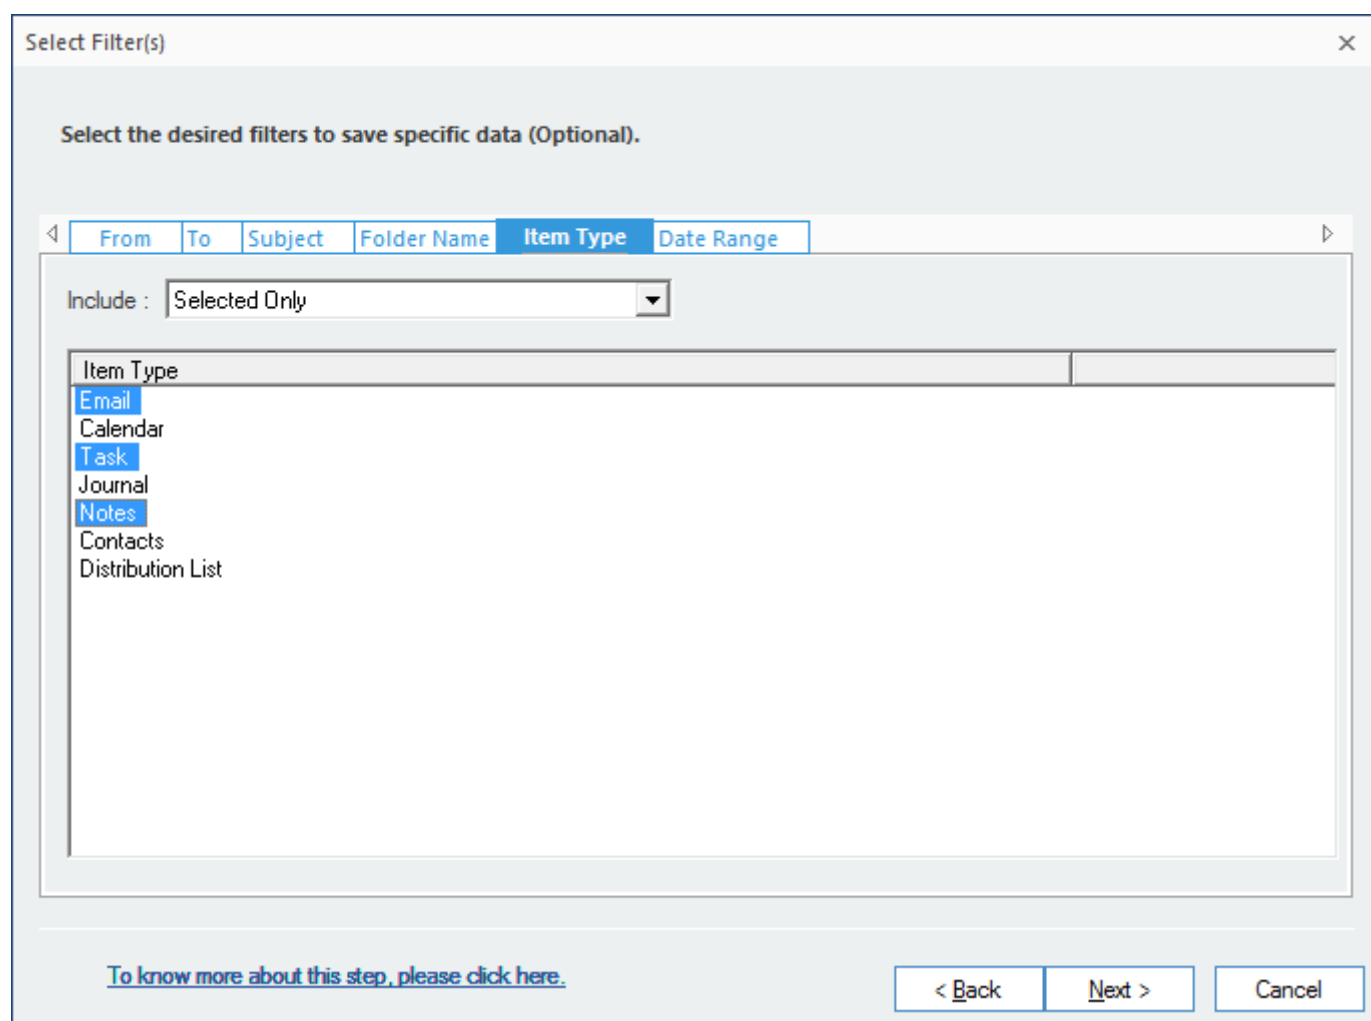 Select Filter(s)
Select the desired filters to save specific data (Optional).
From To Subject Folder Name Item Type Date Range
Include : Selected Only
Item Type
Email
Calendar
Task
Journal
Notes
Contacts
Distribution List
To know more about this step, please click here.
< Back Next > Cancel